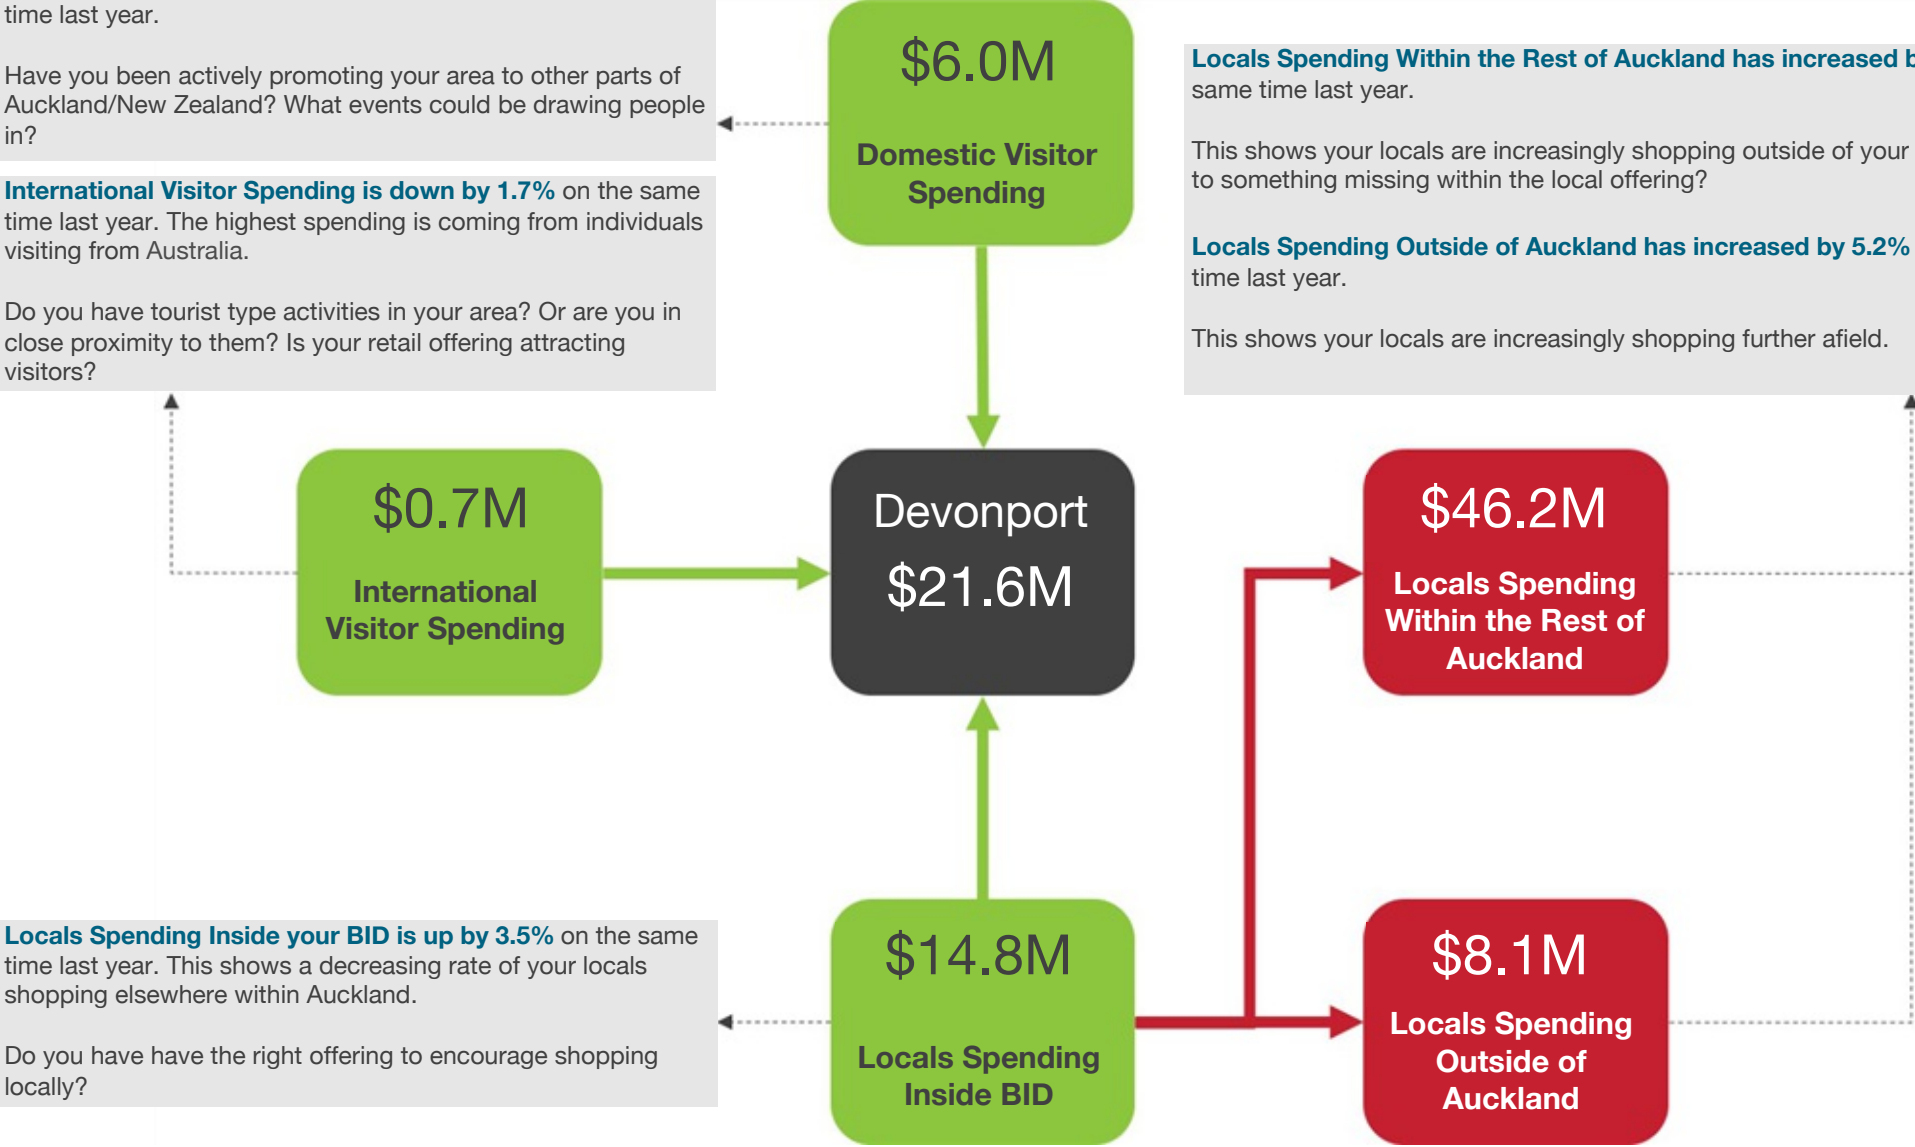 time last year.
Have you been actively promoting your area to other parts of
Auckland/New Zealand? What events could be drawing people
in?
International Visitor Spending is down by 1.7% on the same
time last year. The highest spending is coming from individuals
visiting from Australia.
Do you have tourist type activities in your area? Or are you in
close proximity to them? Is your retail offering attracting
visitors?
$6.0M
Domestic Visitor
Spending
Locals Spending Within the Rest of Auckland has increased
same time last year.
This shows your locals are increasingly shopping outside of your
to something missing within the local offering?
Locals Spending Outside of Auckland has increased by 5.2%
time last year.
This shows your locals are increasingly shopping further afield.
$0.7M
International
Visitor Spending
Devonport
$21.6M
$46.2M
Locals Spending
Within the Rest of
Auckland
Locals Spending Inside your BID is up by 3.5% on the same
time last year. This shows a decreasing rate of your locals
shopping elsewhere within Auckland.
Do you have have the right offering to encourage shopping
locally?
$14.8M
Locals Spending
Inside BID
$8.1M
Locals Spending
Outside of
Auckland